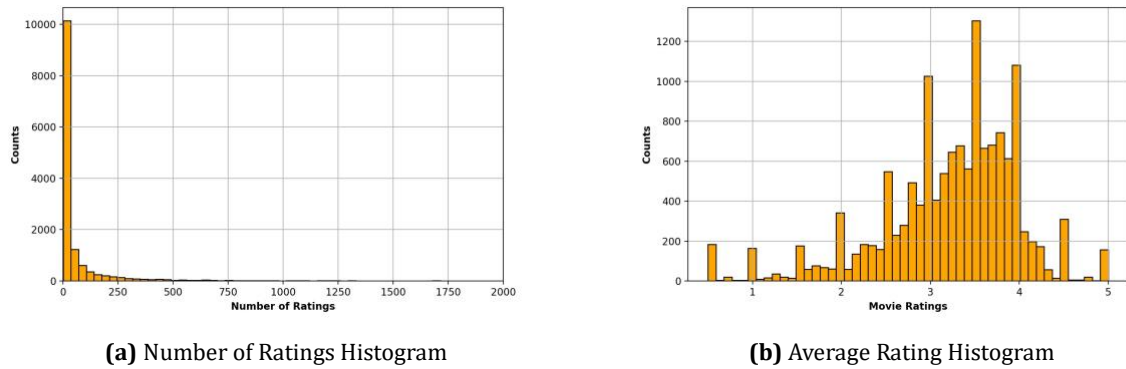 10000
8000
6000
4000
2000
0
Counts
0 250 500 750 1000 1250 1500 1750 2000
Number of Ratings
(a) Number of Ratings Histogram
1200
1000
800
600
400
200
0
Counts
1 2 3 4 5
Movie Ratings
(b) Average Rating Histogram